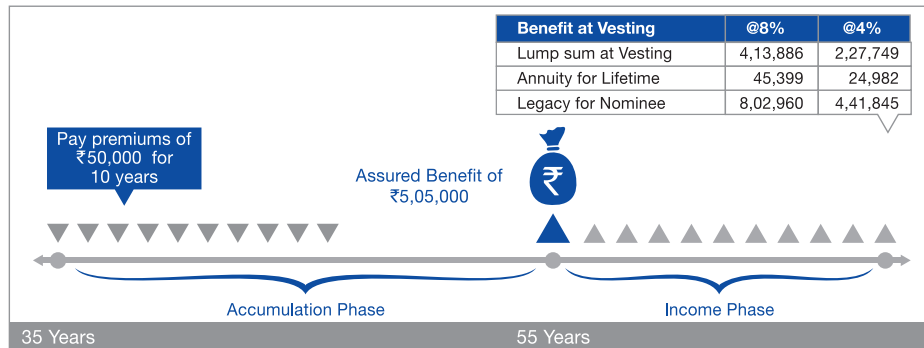 Benefit at Vesting @8% @4%
Lump sum at Vesting 4,13,886 2,27,749
Annuity for Lifetime 45,399 24,982
Legacy for Nominee 8,02,960 4,41,845
Pay premiums of
₹50,000 for
10 years
Assured Benefit of
₹5,05,000
₹
Accumulation Phase
Income Phase
35 Years
55 Years